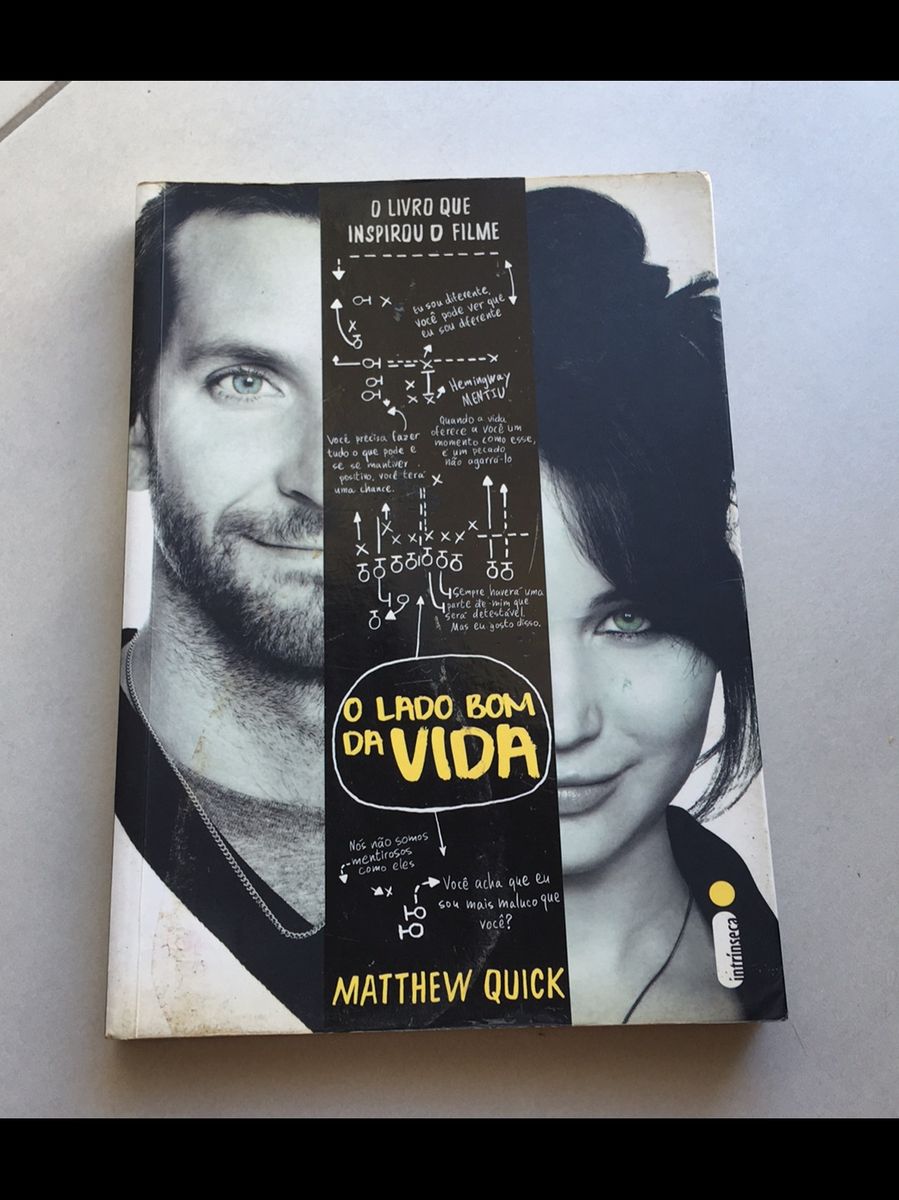 O LIVRO QUE
INSPIROU O FILME
Eu sou diferente,
você pode ver que
eu sou diferente
Hemingway
MENTIU
Quando a vida
oferece a você um
momento como esse,
é um pecado
não agarrá-lo
Você precisa fazer
tudo o que pode e
se se mantiver
positivo, você terá
uma chance.
Sempre haverá uma
parte de mim que
será detestável.
Mas eu gosto disso.
O LADO BOM
DA VIDA
Nós não somos
mentirosos
como eles
Você acha que eu
sou mais maluco que
você?
MATTHEW QUICK
intrínseca